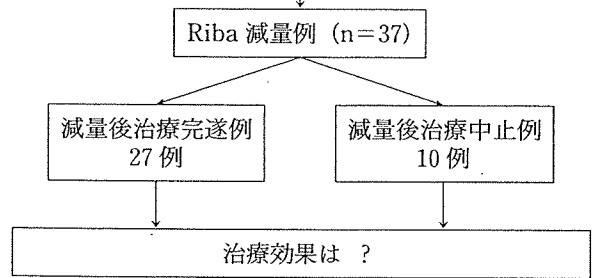 Riba 減量例 (n＝37)
減量後治療完遂例
27 例
減量後治療中止例
10 例
治療効果は ?